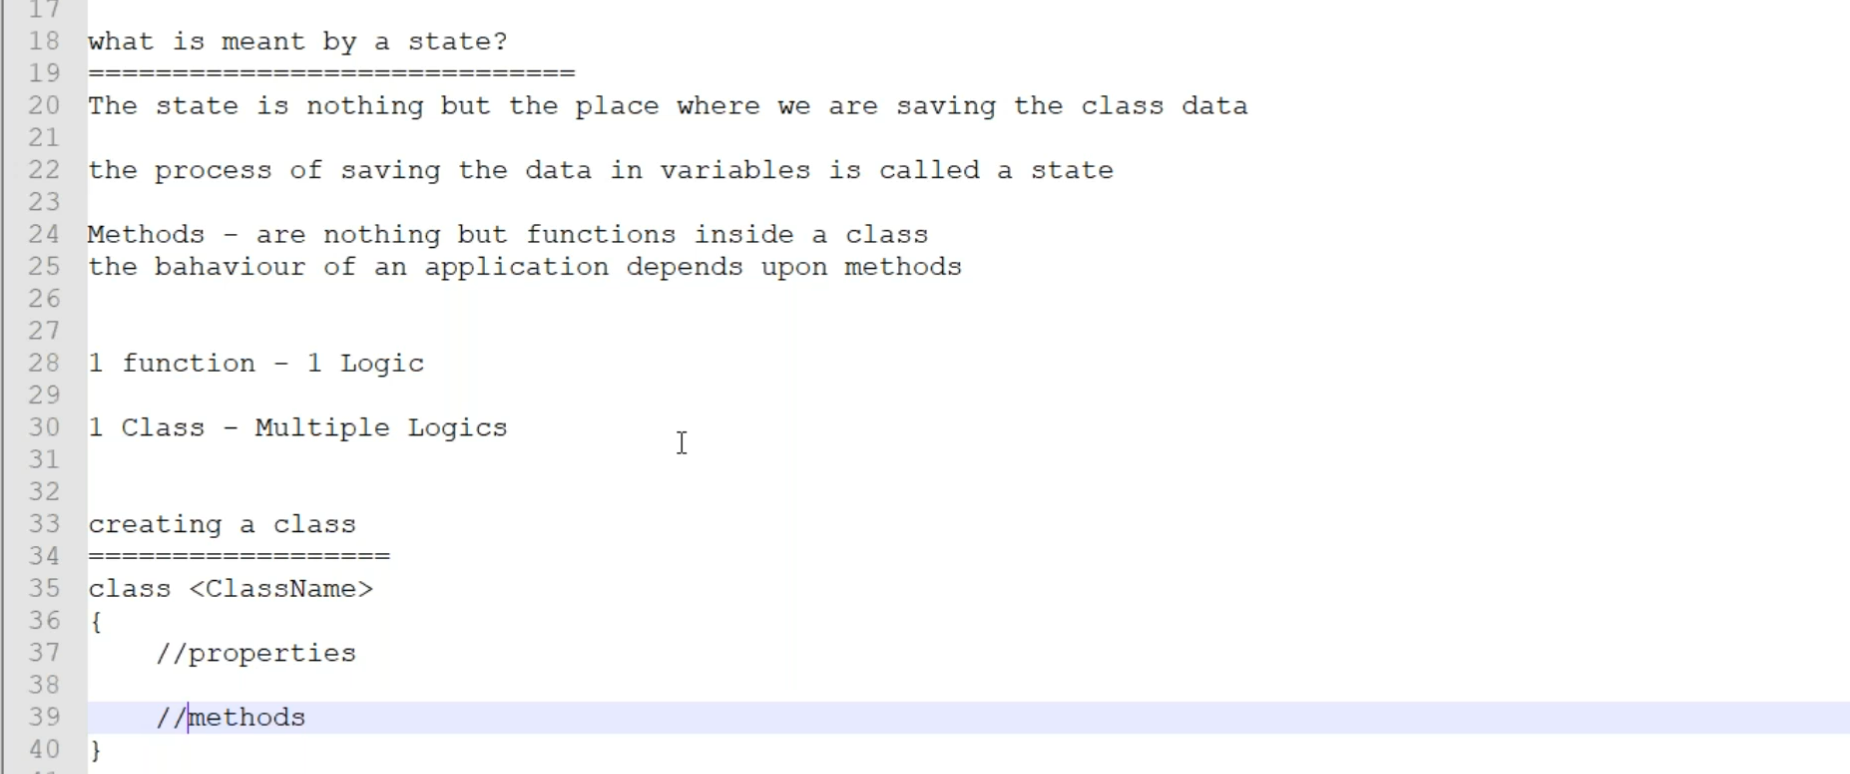 17
18 what is meant by a state?
19 =============================
20 The state is nothing but the place where we are saving the class data
21
22 the process of saving the data in variables is called a state
23
24 Methods - are nothing but functions inside a class
25 the bahaviour of an application depends upon methods
26
27
28 1 function - 1 Logic
29
30 1 Class - Multiple Logics
31
32
33 creating a class
34 ==================
35 class <ClassName>
36 {
37     //properties
38
39     //methods
40 }